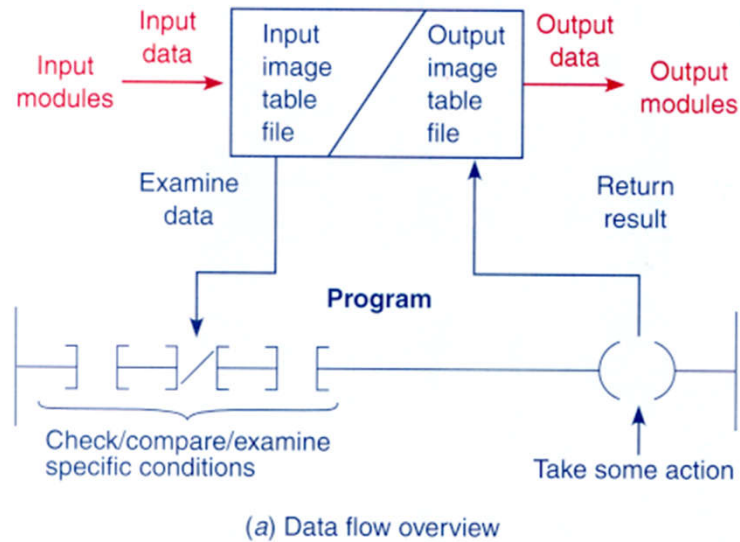 Input
data
Input
modules
Input
image
table
file
Output
image
table
file
Output
data
Output
modules
Examine
data
Return
result
Program
Check/compare/examine
specific conditions
Take some action
(a) Data flow overview